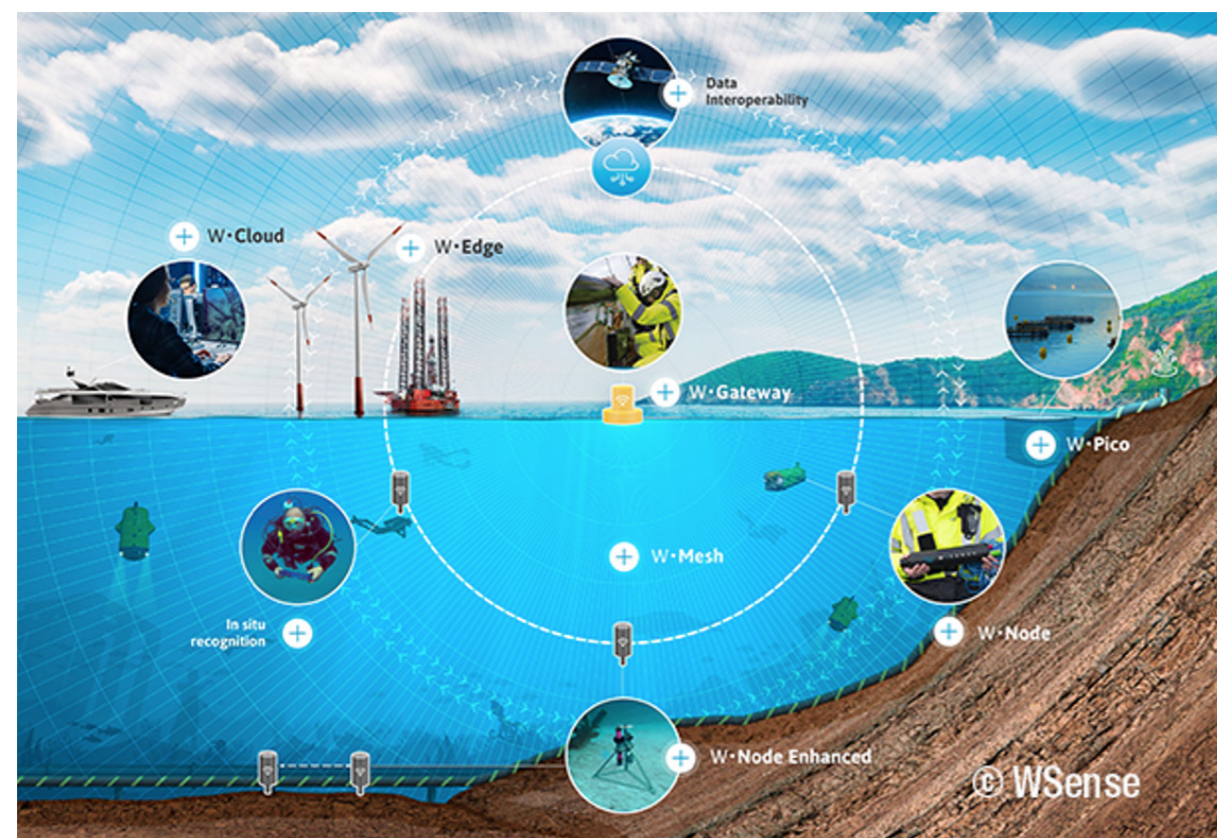 Data
Interoperability
W·Cloud
W·Edge
W·Gateway
W·Pico
W·Mesh
In situ
recognition
W·Node
W·Node Enhanced
© WSense